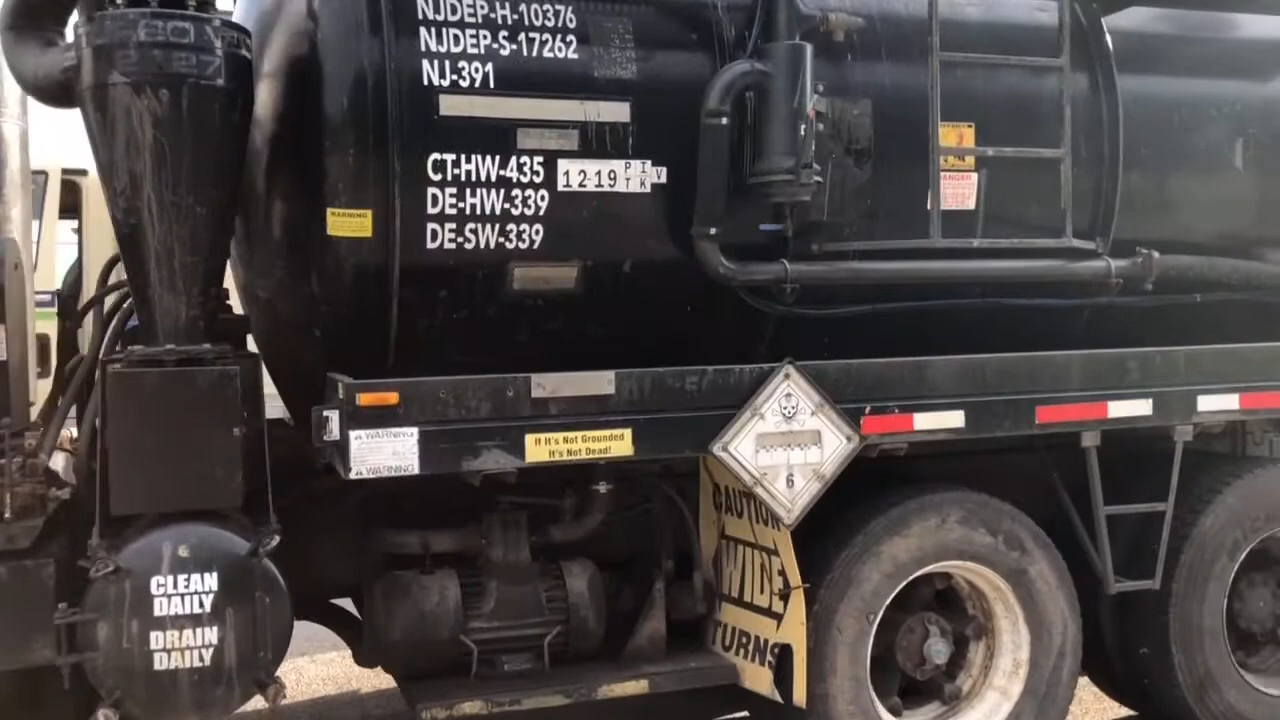 NJDEP-H-10376
NJDEP-S-17262
NJ-391
CT-HW-435
12-19 P I V
T K
DE-HW-339
DE-SW-339
WARNING
DANGER
WARNING
WARNING
If It's Not Grounded
It's Not Dead!
6
CAUTION
WIDE
TURNS
CLEAN
DAILY
DRAIN
DAILY